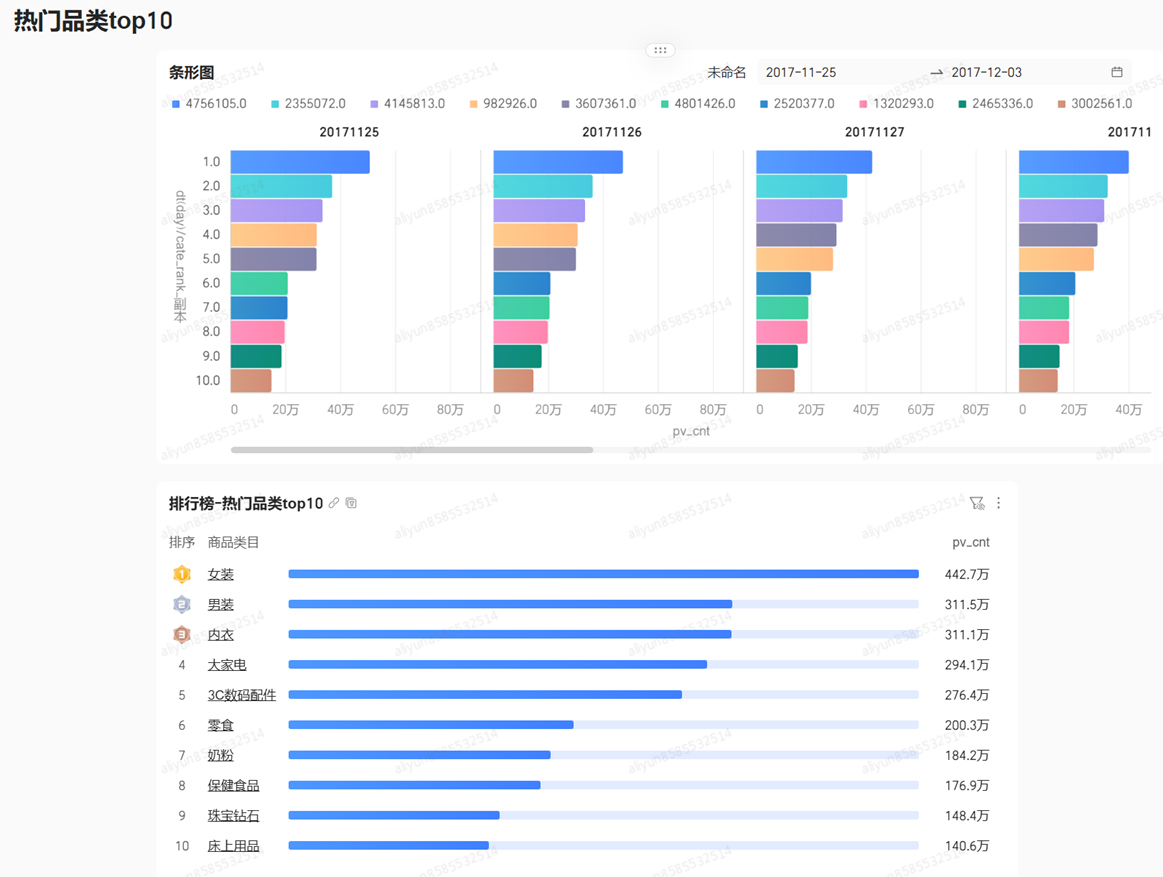 热门品类top10
条形图 未命名 2017-11-25 → 2017-12-03
4756105.0 2355072.0 4145813.0 982926.0 3607361.0 4801426.0 2520377.0 1320293.0 2465336.0 3002561.0
20171125 20171126 20171127 201711
dt(day)/cate_rank_副本
1.0
2.0
3.0
4.0
5.0
6.0
7.0
8.0
9.0
10.0
0 20万 40万 60万 80万 0 20万 40万 60万 80万 0 20万 40万 60万 80万 0 20万 40万
pv_cnt
排行榜-热门品类top10
排序 商品类目 pv_cnt
1 女装 442.7万
2 男装 311.5万
3 内衣 311.1万
4 大家电 294.1万
5 3C数码配件 276.4万
6 零食 200.3万
7 奶粉 184.2万
8 保健食品 176.9万
9 珠宝钻石 148.4万
10 床上用品 140.6万
aliyun8585532514